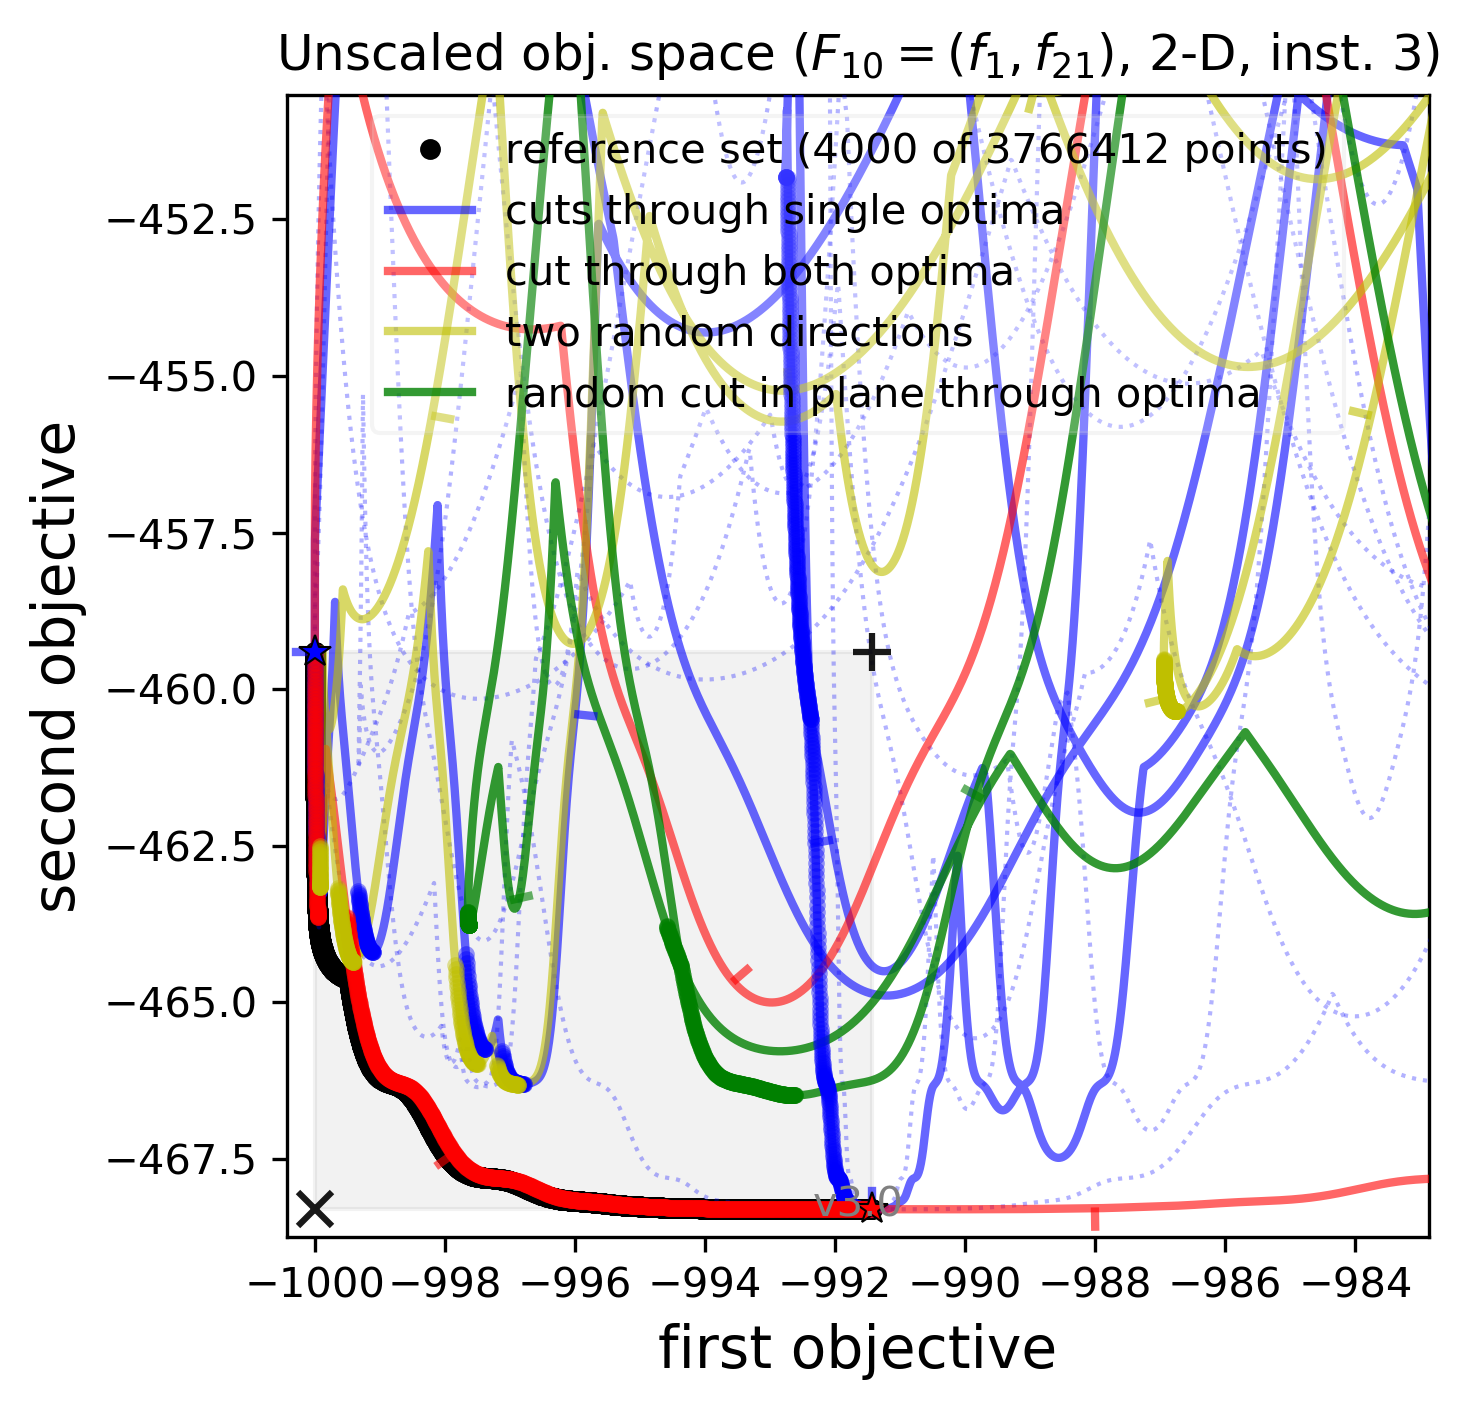 Unscaled obj. space (F₁₀ = (f₁, f₂₁), 2-D, inst. 3)
reference set (4000 of 3766412 points)
cuts through single optima
cut through both optima
two random directions
random cut in plane through optima
second objective
−452.5
−455.0
−457.5
−460.0
−462.5
−465.0
−467.5
v3.0
−1000 −998 −996 −994 −992 −990 −988 −986 −984
first objective